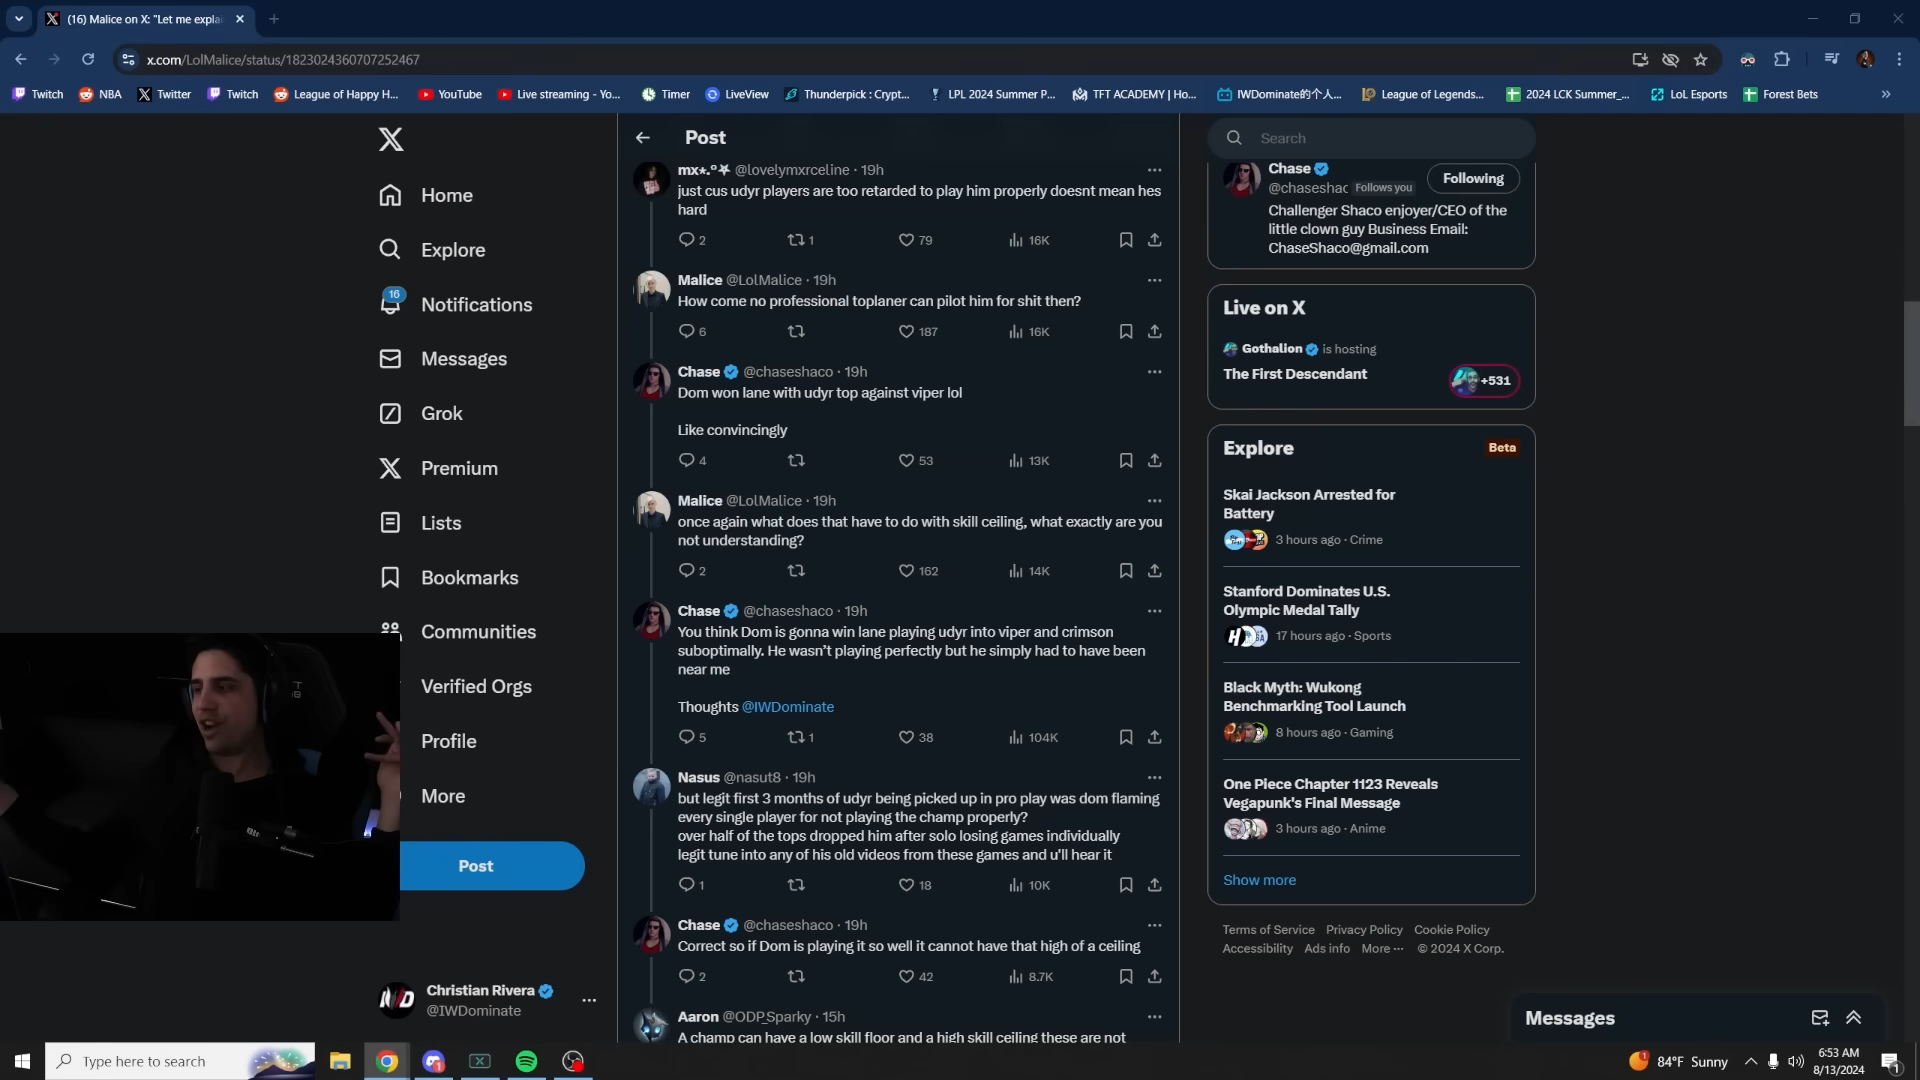 (16) Malice on X: "Let me expla
x.com/LolMalice/status/1823024360707252467
Twitch
NBA
Twitter
Twitch
League of Happy H...
YouTube
Live streaming - Yo...
Timer
LiveView
Thunderpick : Crypt...
LPL 2024 Summer P...
TFT ACADEMY | Ho...
IWDominate的个人...
League of Legends...
2024 LCK Summer_...
LoL Esports
Forest Bets
Home
Explore
16
Notifications
Messages
Grok
Premium
Lists
Bookmarks
Communities
Verified Orgs
Profile
More
Post
Christian Rivera
@IWDominate
Post
@lovelymxrceline · 19h
just cus udyr players are too retarded to play him properly doesnt mean hes
hard
2 1 79 16K
Malice @LolMalice · 19h
How come no professional toplaner can pilot him for shit then?
6 187 16K
Chase @chaseshaco · 19h
Dom won lane with udyr top against viper lol
Like convincingly
4 53 13K
Malice @LolMalice · 19h
once again what does that have to do with skill ceiling, what exactly are you
not understanding?
2 162 14K
Chase @chaseshaco · 19h
You think Dom is gonna win lane playing udyr into viper and crimson
suboptimally. He wasn't playing perfectly but he simply had to have been
near me
Thoughts @IWDominate
5 1 38 104K
Nasus @nasut8 · 19h
but legit first 3 months of udyr being picked up in pro play was dom flaming
every single player for not playing the champ properly?
over half of the tops dropped him after solo losing games individually
legit tune into any of his old videos from these games and u'll hear it
1 18 10K
Chase @chaseshaco · 19h
Correct so if Dom is playing it so well it cannot have that high of a ceiling
2 42 8.7K
Aaron @ODP_Sparky · 15h
A champ can have a low skill floor and a high skill ceiling these are not
Search
Chase
@chaseshac Follows you
Following
Challenger Shaco enjoyer/CEO of the
little clown guy Business Email:
ChaseShaco@gmail.com
Live on X
Gothalion is hosting
The First Descendant
+531
Explore
Beta
Skai Jackson Arrested for
Battery
3 hours ago · Crime
Stanford Dominates U.S.
Olympic Medal Tally
17 hours ago · Sports
Black Myth: Wukong
Benchmarking Tool Launch
8 hours ago · Gaming
One Piece Chapter 1123 Reveals
Vegapunk's Final Message
3 hours ago · Anime
Show more
Terms of Service Privacy Policy Cookie Policy
Accessibility Ads info More ··· © 2024 X Corp.
Messages
Type here to search
84°F Sunny
6:53 AM
8/13/2024